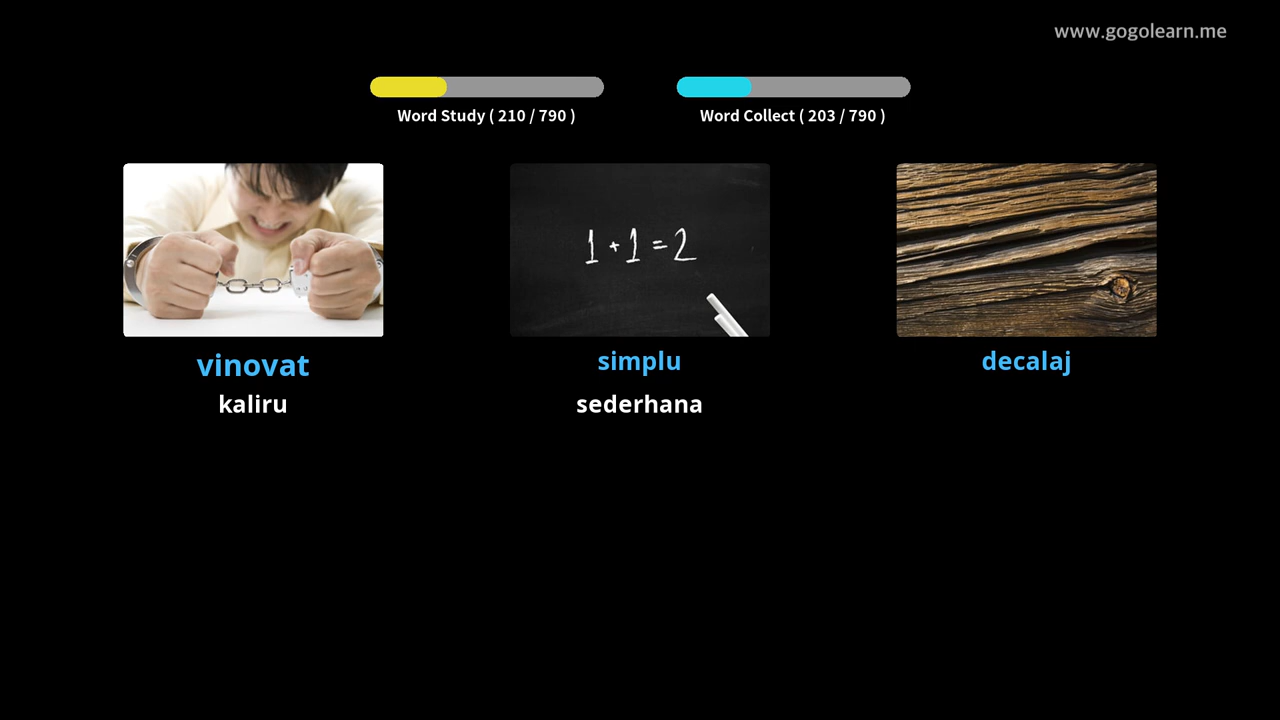 www.gogolearn.me
Word Study ( 210 / 790 )
Word Collect ( 203 / 790 )
1 + 1 = 2
vinovat
simplu
decalaj
kaliru
sederhana